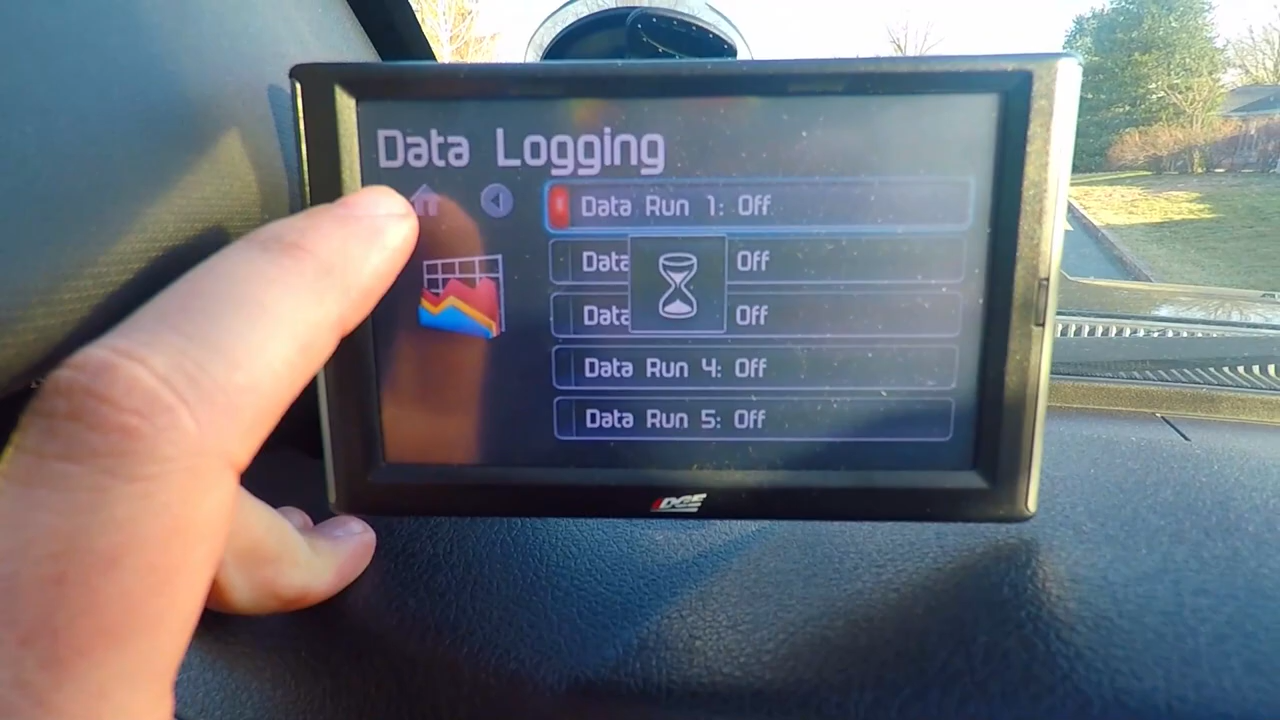 Data Logging
Data Run 1: Off
Data Off
Data Off
Data Run 4: Off
Data Run 5: Off
EDGE